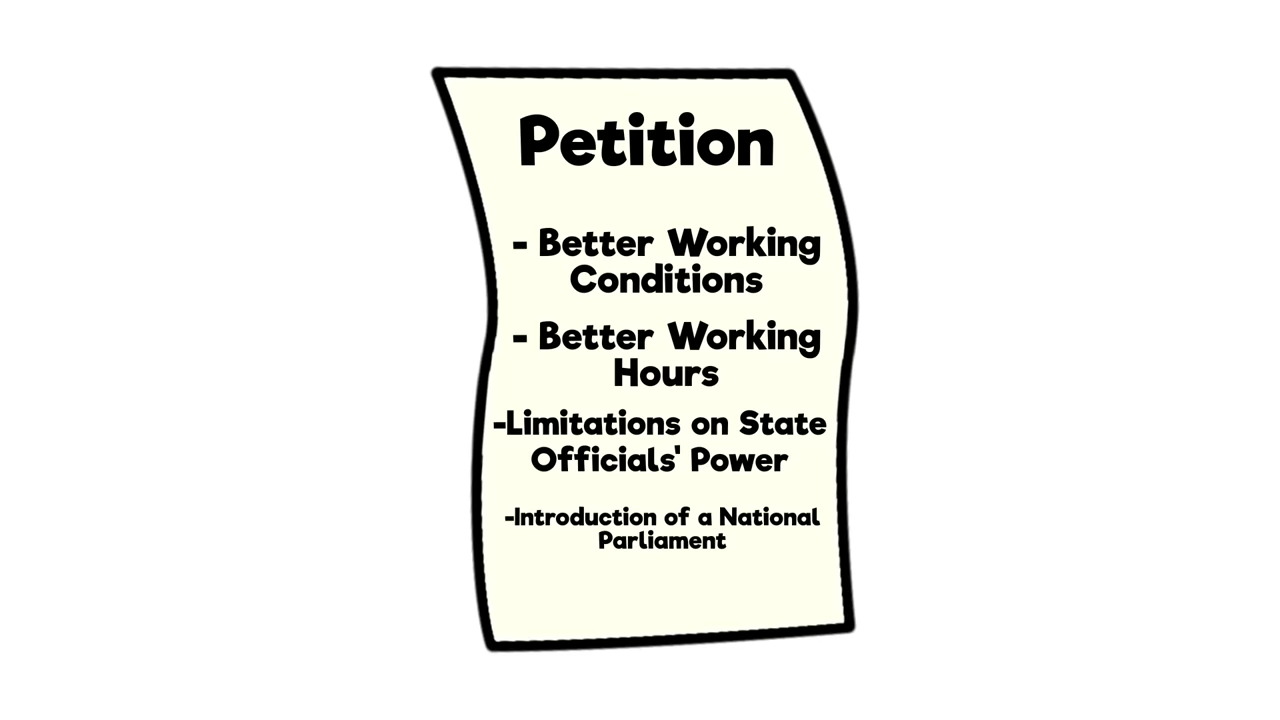 Petition
- Better Working
Conditions
- Better Working
Hours
-Limitations on State
Officials' Power
-Introduction of a National
Parliament